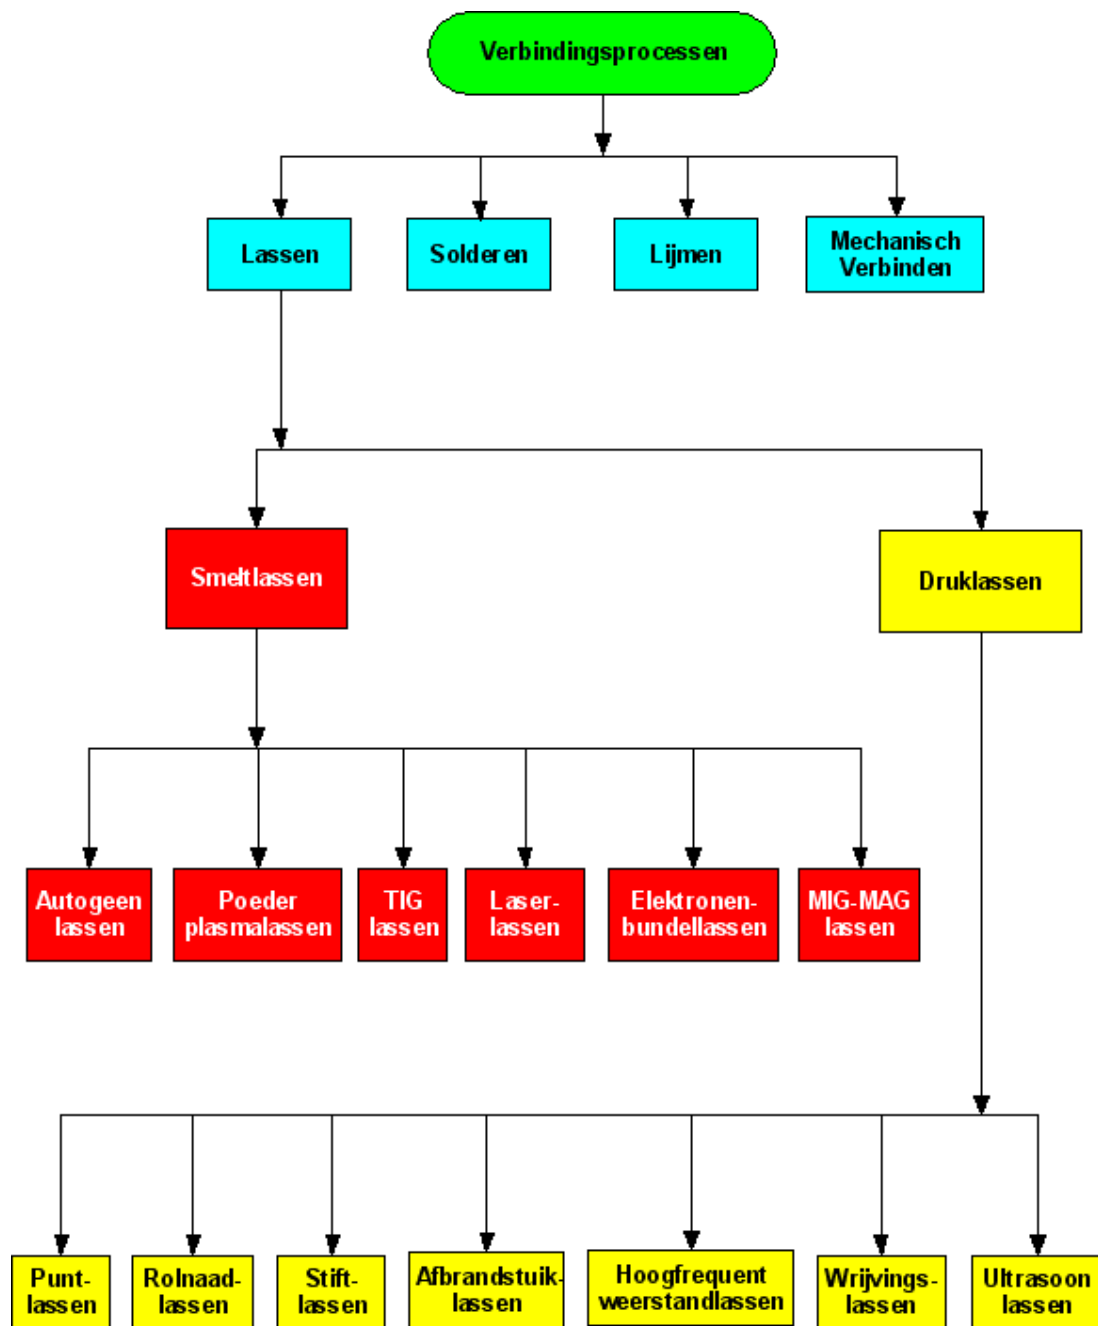 Verbindingsprocessen
Lassen
Solderen
Lijmen
Mechanisch
Verbinden
Smeltlassen
Druklassen
Autogeen
lassen
Poeder
plasmalassen
TIG
lassen
Laser-
lassen
Elektronen-
bundellassen
MIG-MAG
lassen
Punt-
lassen
Rolnaad-
lassen
Stift-
lassen
Afbrandstuik-
lassen
Hoogfrequent
weerstandlassen
Wrijvings-
lassen
Ultrasoon
lassen